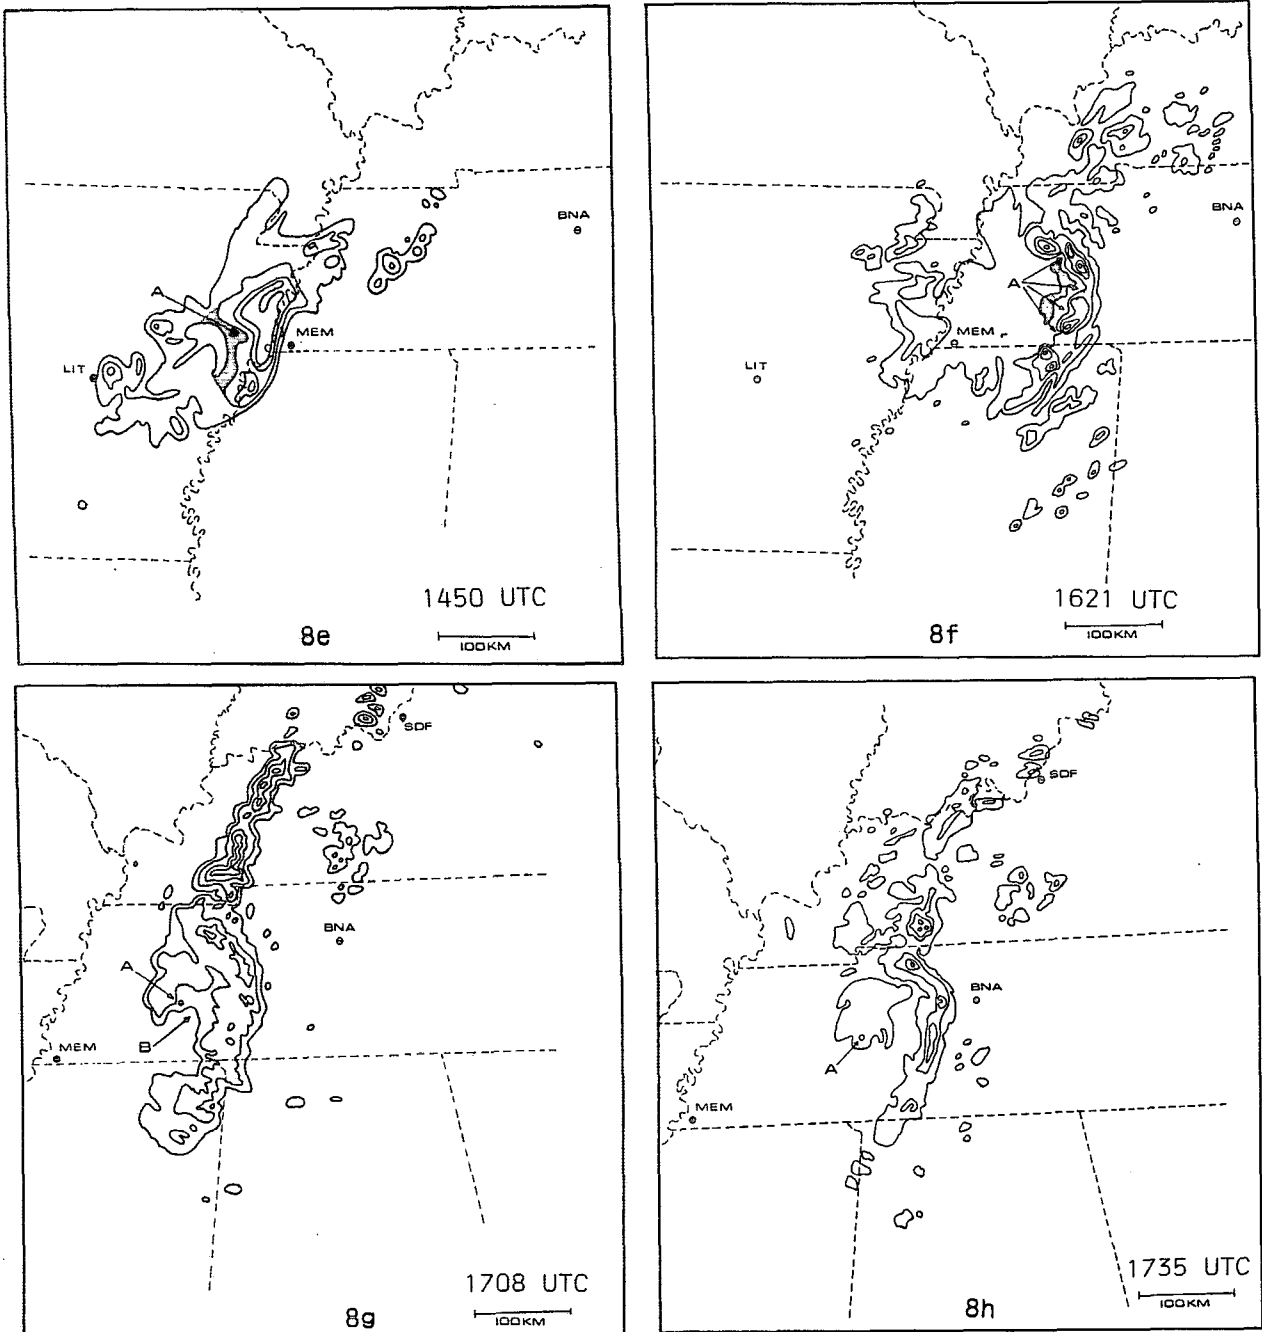 BNA
A
MEM
LIT
1450 UTC
8e
100KM
BNA
A
MEM
LIT
1621 UTC
8f
100KM
SDF
BNA
A
B
MEM
1708 UTC
8g
100KM
SDF
BNA
A
MEM
1735 UTC
8h
100KM